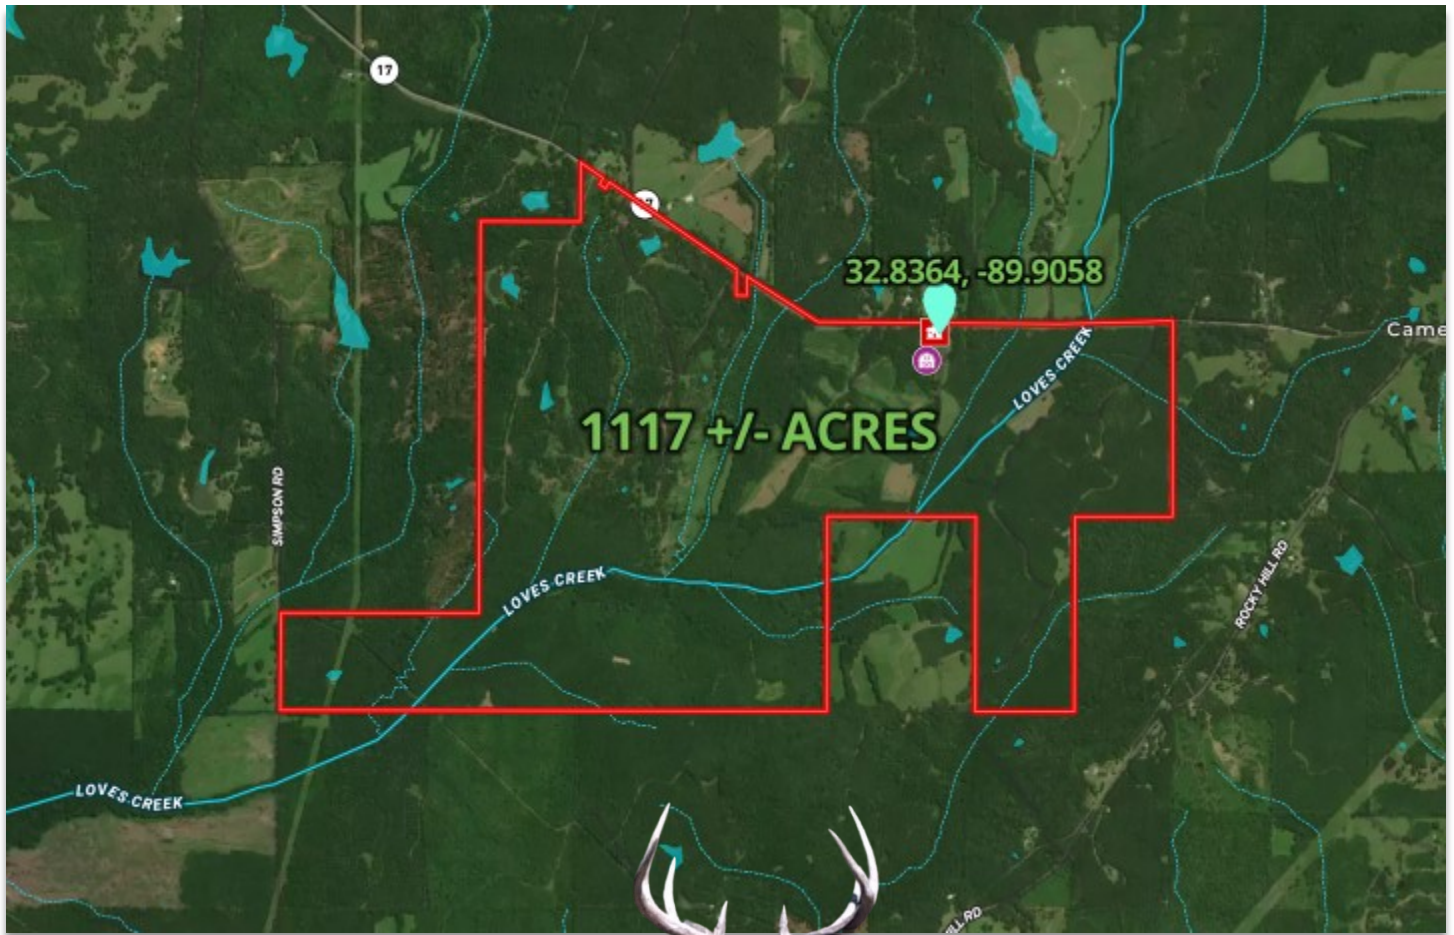 17
32.8364, -89.9058
Came
LOVES CREEK
1117 +/- ACRES
SIMPSON RD
LOVES CREEK
ROCKY HILL RD
LOVES CREEK
RD